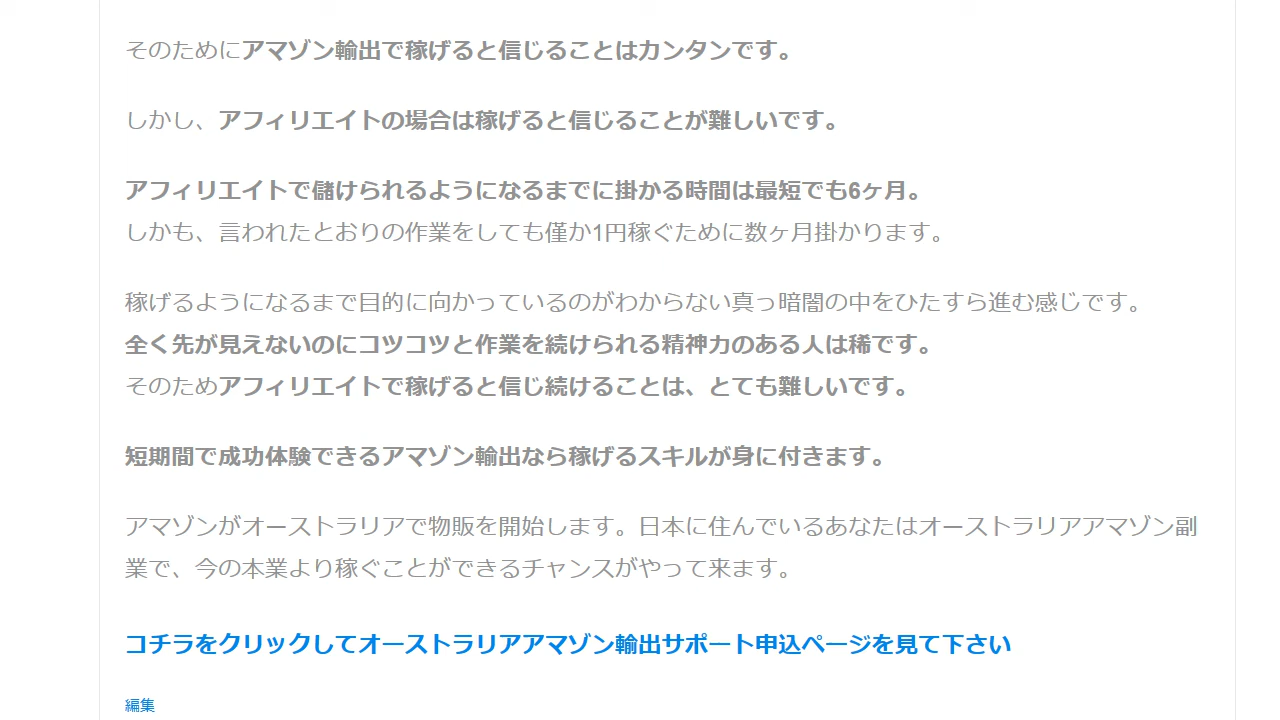 そのためにアマゾン輸出で稼げると信じることはカンタンです。
しかし、アフィリエイトの場合は稼げると信じることが難しいです。
アフィリエイトで儲けられるようになるまでに掛かる時間は最短でも6ヶ月。
しかも、言われたとおりの作業をしても僅か1円稼ぐために数ヶ月掛かります。
稼げるようになるまで目的に向かっているのがわからない真っ暗闇の中をひたすら進む感じです。
全く先が見えないのにコツコツと作業を続けられる精神力のある人は稀です。
そのためアフィリエイトで稼げると信じ続けることは、とても難しいです。
短期間で成功体験できるアマゾン輸出なら稼げるスキルが身に付きます。
アマゾンがオーストラリアで物販を開始します。日本に住んでいるあなたはオーストラリアアマゾン副
業で、今の本業より稼ぐことができるチャンスがやって来ます。
コチラをクリックしてオーストラリアアマゾン輸出サポート申込ページを見て下さい
編集